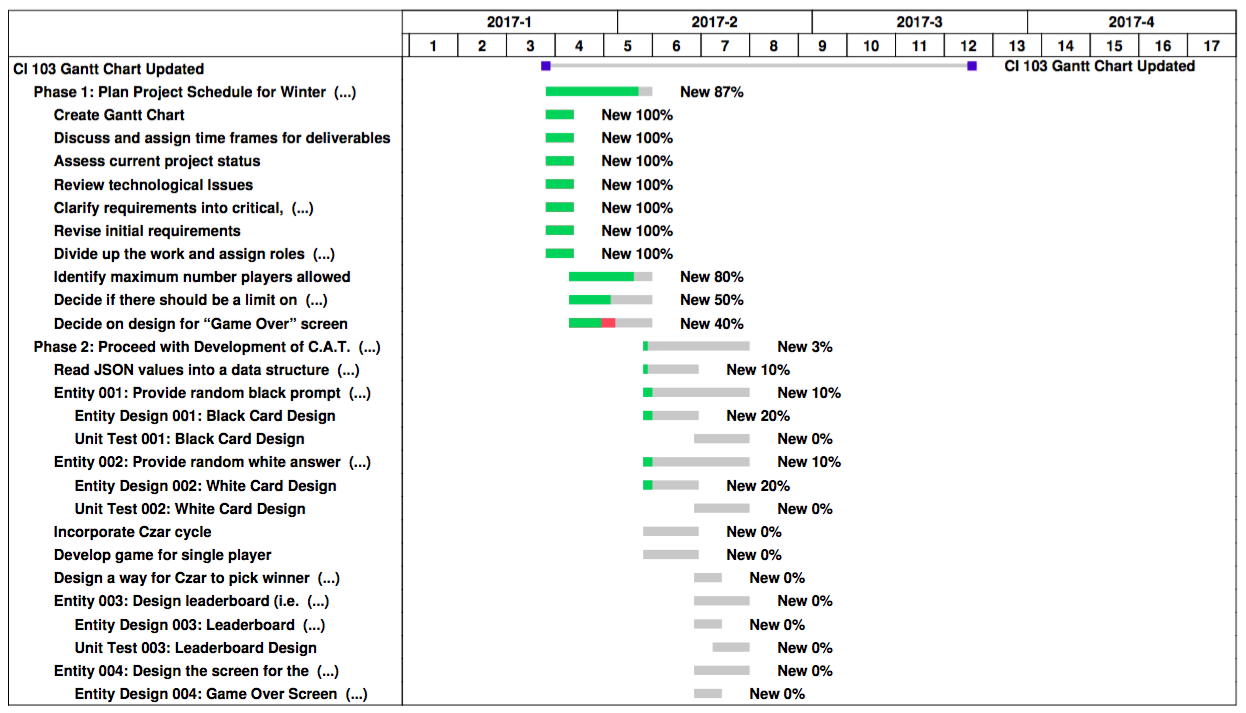 2017-1 2017-2 2017-3 2017-4
1 2 3 4 5 6 7 8 9 10 11 12 13 14 15 16 17
CI 103 Gantt Chart Updated CI 103 Gantt Chart Updated
Phase 1: Plan Project Schedule for Winter (...) New 87%
Create Gantt Chart New 100%
Discuss and assign time frames for deliverables New 100%
Assess current project status New 100%
Review technological Issues New 100%
Clarify requirements into critical, (...) New 100%
Revise initial requirements New 100%
Divide up the work and assign roles (...) New 100%
Identify maximum number players allowed New 80%
Decide if there should be a limit on (...) New 50%
Decide on design for “Game Over” screen New 40%
Phase 2: Proceed with Development of C.A.T. (...) New 3%
Read JSON values into a data structure (...) New 10%
Entity 001: Provide random black prompt (...) New 10%
Entity Design 001: Black Card Design New 20%
Unit Test 001: Black Card Design New 0%
Entity 002: Provide random white answer (...) New 10%
Entity Design 002: White Card Design New 20%
Unit Test 002: White Card Design New 0%
Incorporate Czar cycle New 0%
Develop game for single player New 0%
Design a way for Czar to pick winner (...) New 0%
Entity 003: Design leaderboard (i.e. (...) New 0%
Entity Design 003: Leaderboard (...) New 0%
Unit Test 003: Leaderboard Design New 0%
Entity 004: Design the screen for the (...) New 0%
Entity Design 004: Game Over Screen (...) New 0%